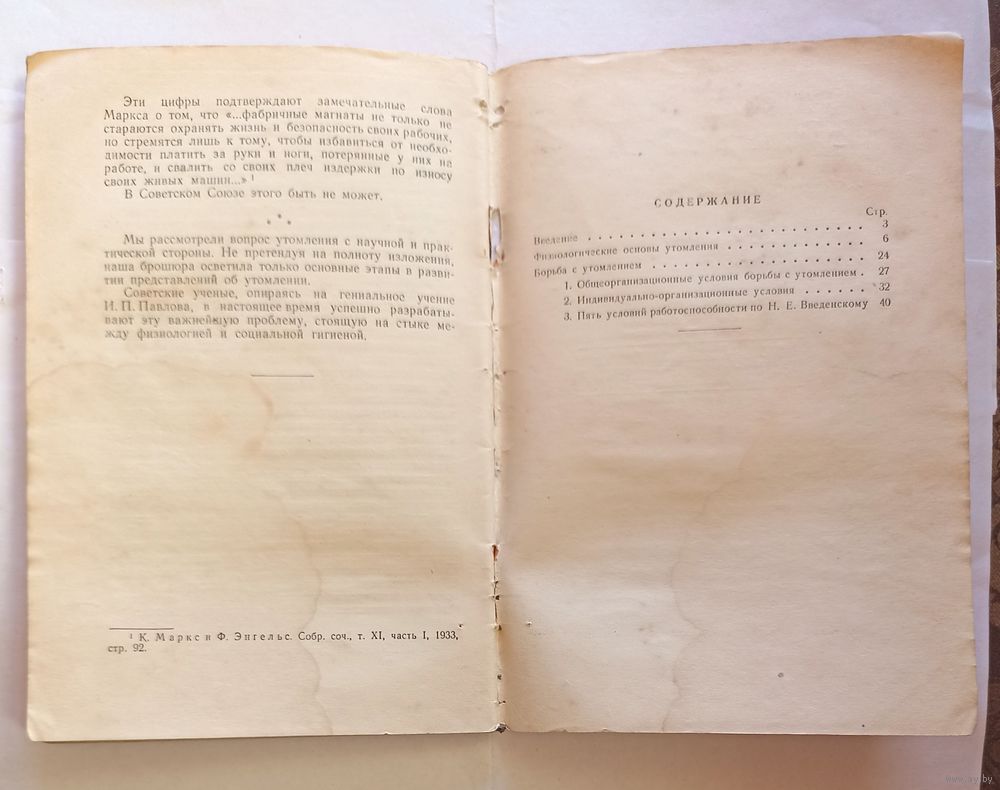 Эти цифры подтверждают замечательные слова
Маркса о том, что «...фабричные магнаты не только не
стараются охранять жизнь и безопасность своих рабочих,
но стремятся лишь к тому, чтобы избавиться от необхо-
димости платить за руки и ноги, потерянные у них на
работе, и свалить со своих плеч издержки по износу
своих живых машин...» ¹
В Советском Союзе этого быть не может.
* * *
Мы рассмотрели вопрос утомления с научной и прак-
тической стороны. Не претендуя на полноту изложения,
наша брошюра осветила только основные этапы в разви-
тии представлений об утомлении.
Советские ученые, опираясь на гениальное учение
И. П. Павлова, в настоящее время успешно разрабаты-
вают эту важнейшую проблему, стоящую на стыке ме-
жду физиологией и социальной гигиеной.
¹ К. Маркс и Ф. Энгельс. Собр. соч., т. XI, часть I, 1933,
стр. 92.
СОДЕРЖАНИЕ
Стр.
Введение . . . . . . . . . . . . . . . . . . . . . . 3
Физиологические основы утомления . . . . . . . . . . 6
Борьба с утомлением . . . . . . . . . . . . . . . . 24
1. Общеорганизационные условия борьбы с утомлением . 27
2. Индивидуально-организационные условия . . . . . . 32
3. Пять условий работоспособности по Н. Е. Введенскому 40
www.ay.by